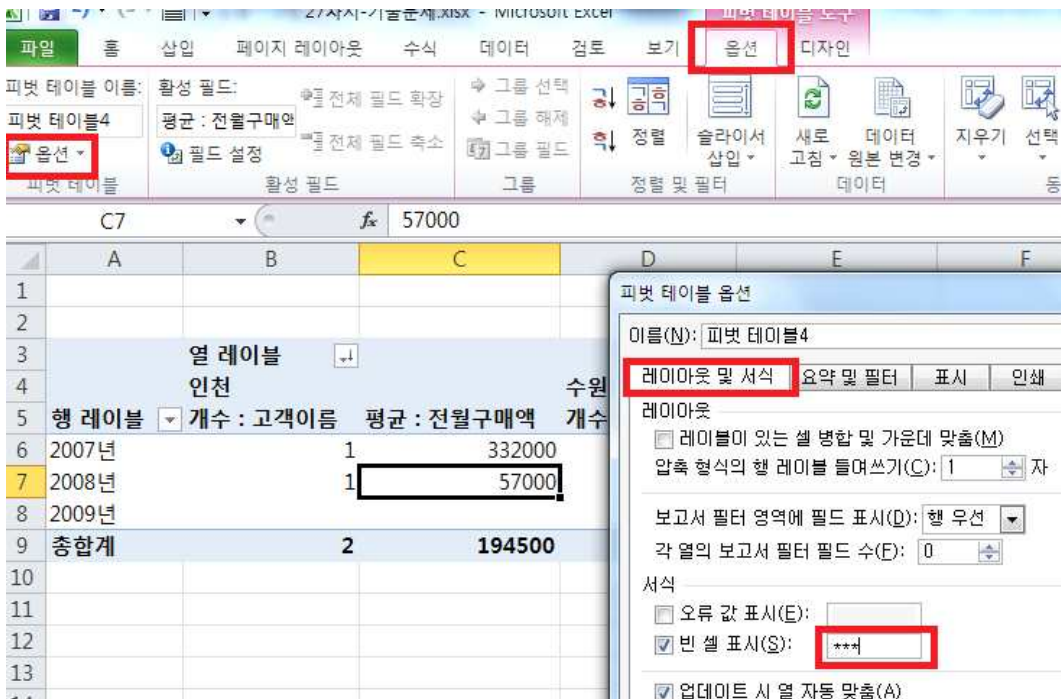 27차시-기출문제.xlsx - Microsoft Excel
피벗 테이블 도구
파일 홈 삽입 페이지 레이아웃 수식 데이터 검토 보기 옵션 디자인
피벗 테이블 이름: 활성 필드: 전체 필드 확장 그룹 선택
피벗 테이블4 평균 : 전월구매액 그룹 해제
옵션 필드 설정 전체 필드 축소 그룹 필드
정렬 슬라이서 삽입 새로 고침 데이터 원본 변경 지우기 선택
피벗 테이블 활성 필드 그룹 정렬 및 필터 데이터
C7 fx 57000
A B C D E F
1
2
3 열 레이블
4 인천 수원
5 행 레이블 개수 : 고객이름 평균 : 전월구매액 개수
6 2007년 1 332000
7 2008년 1 57000
8 2009년
9 총합계 2 194500
10
11
12
13
피벗 테이블 옵션
이름(N): 피벗 테이블4
레이아웃 및 서식 요약 및 필터 표시 인쇄
레이아웃
레이블이 있는 셀 병합 및 가운데 맞춤(M)
압축 형식의 행 레이블 들여쓰기(C): 1 자
보고서 필터 영역에 필드 표시(D): 행 우선
각 열의 보고서 필터 필드 수(F): 0
서식
오류 값 표시(E):
빈 셀 표시(S): ***
업데이트 시 열 자동 맞춤(A)